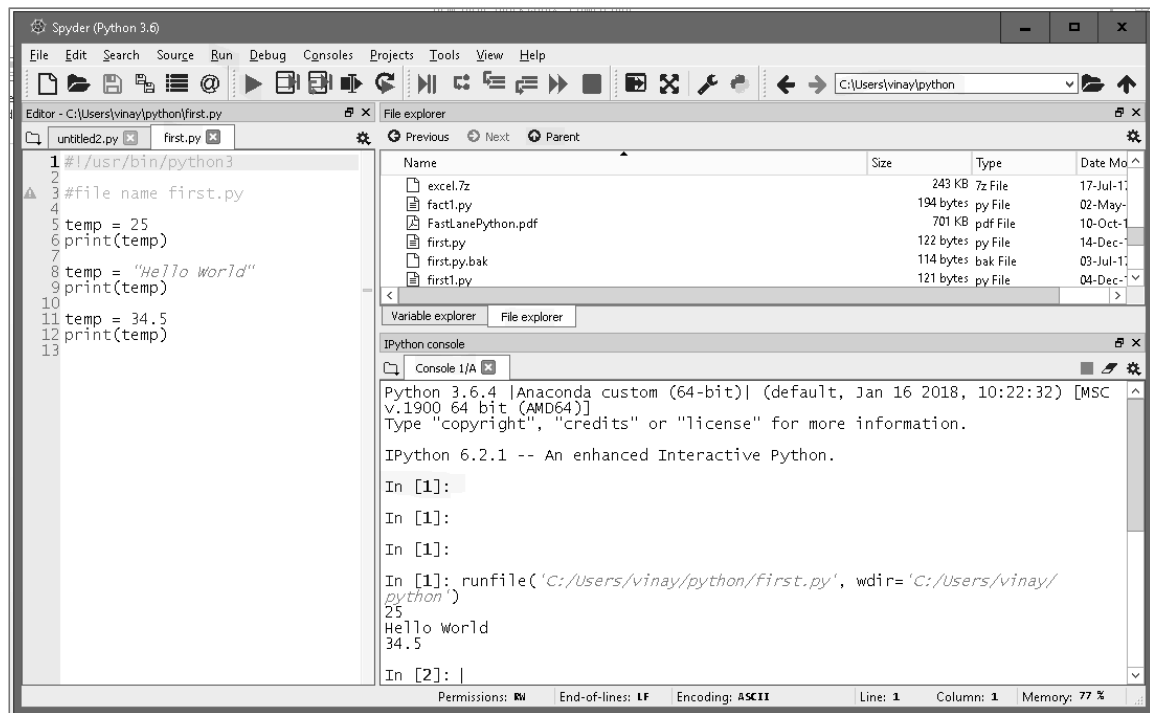 Spyder (Python 3.6)
File Edit Search Source Run Debug Consoles Projects Tools View Help
C:\Users\vinay\python
Editor - C:\Users\vinay\python\first.py
untitled2.py first.py
1 #!/usr/bin/python3
2
3 #file name first.py
4
5 temp = 25
6 print(temp)
7
8 temp = "Hello World"
9 print(temp)
10
11 temp = 34.5
12 print(temp)
13
File explorer
Previous Next Parent
Name Size Type Date Mo
excel.7z 243 KB 7z File 17-Jul-17
fact1.py 194 bytes py File 02-May-
FastLanePython.pdf 701 KB pdf File 10-Oct-1
first.py 122 bytes py File 14-Dec-
first.py.bak 114 bytes bak File 03-Jul-17
first1.py 121 bytes py File 04-Dec-
Variable explorer File explorer
IPython console
Console 1/A
Python 3.6.4 |Anaconda custom (64-bit)| (default, Jan 16 2018, 10:22:32) [MSC
v.1900 64 bit (AMD64)]
Type "copyright", "credits" or "license" for more information.
IPython 6.2.1 -- An enhanced Interactive Python.
In [1]:
In [1]:
In [1]:
In [1]: runfile('C:/Users/vinay/python/first.py', wdir='C:/Users/vinay/
python')
25
Hello World
34.5
In [2]:
Permissions: RW End-of-lines: LF Encoding: ASCII Line: 1 Column: 1 Memory: 77 %